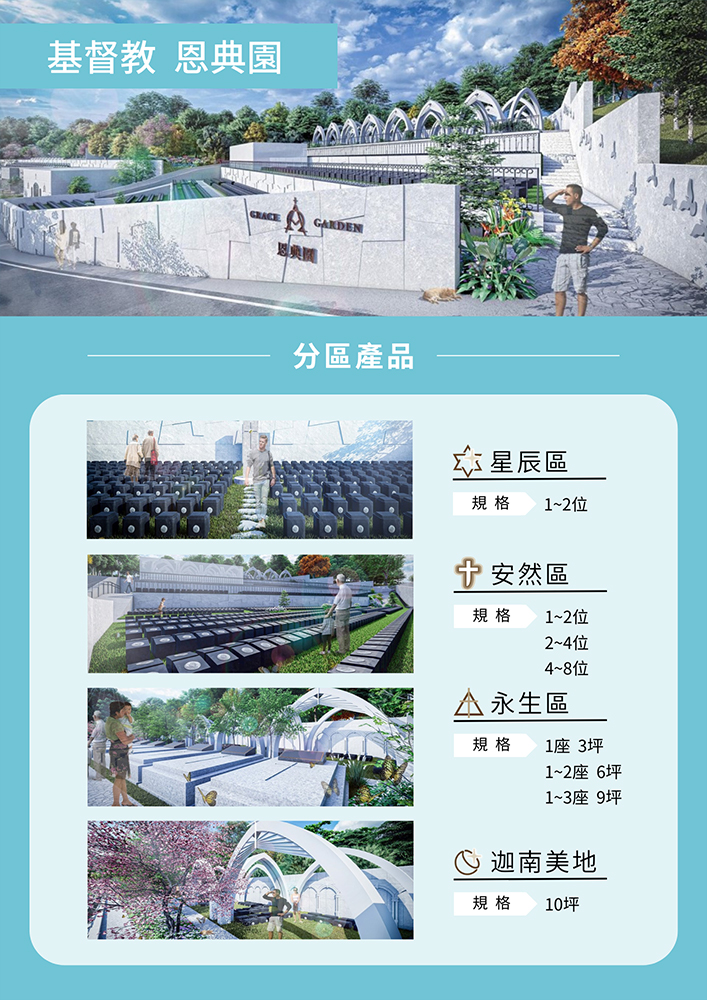 基督教 恩典園
GRACE GARDEN
恩典園
分區產品
星辰區
規格 1~2位
安然區
規格 1~2位
2~4位
4~8位
永生區
規格 1座 3坪
1~2座 6坪
1~3座 9坪
迦南美地
規格 10坪